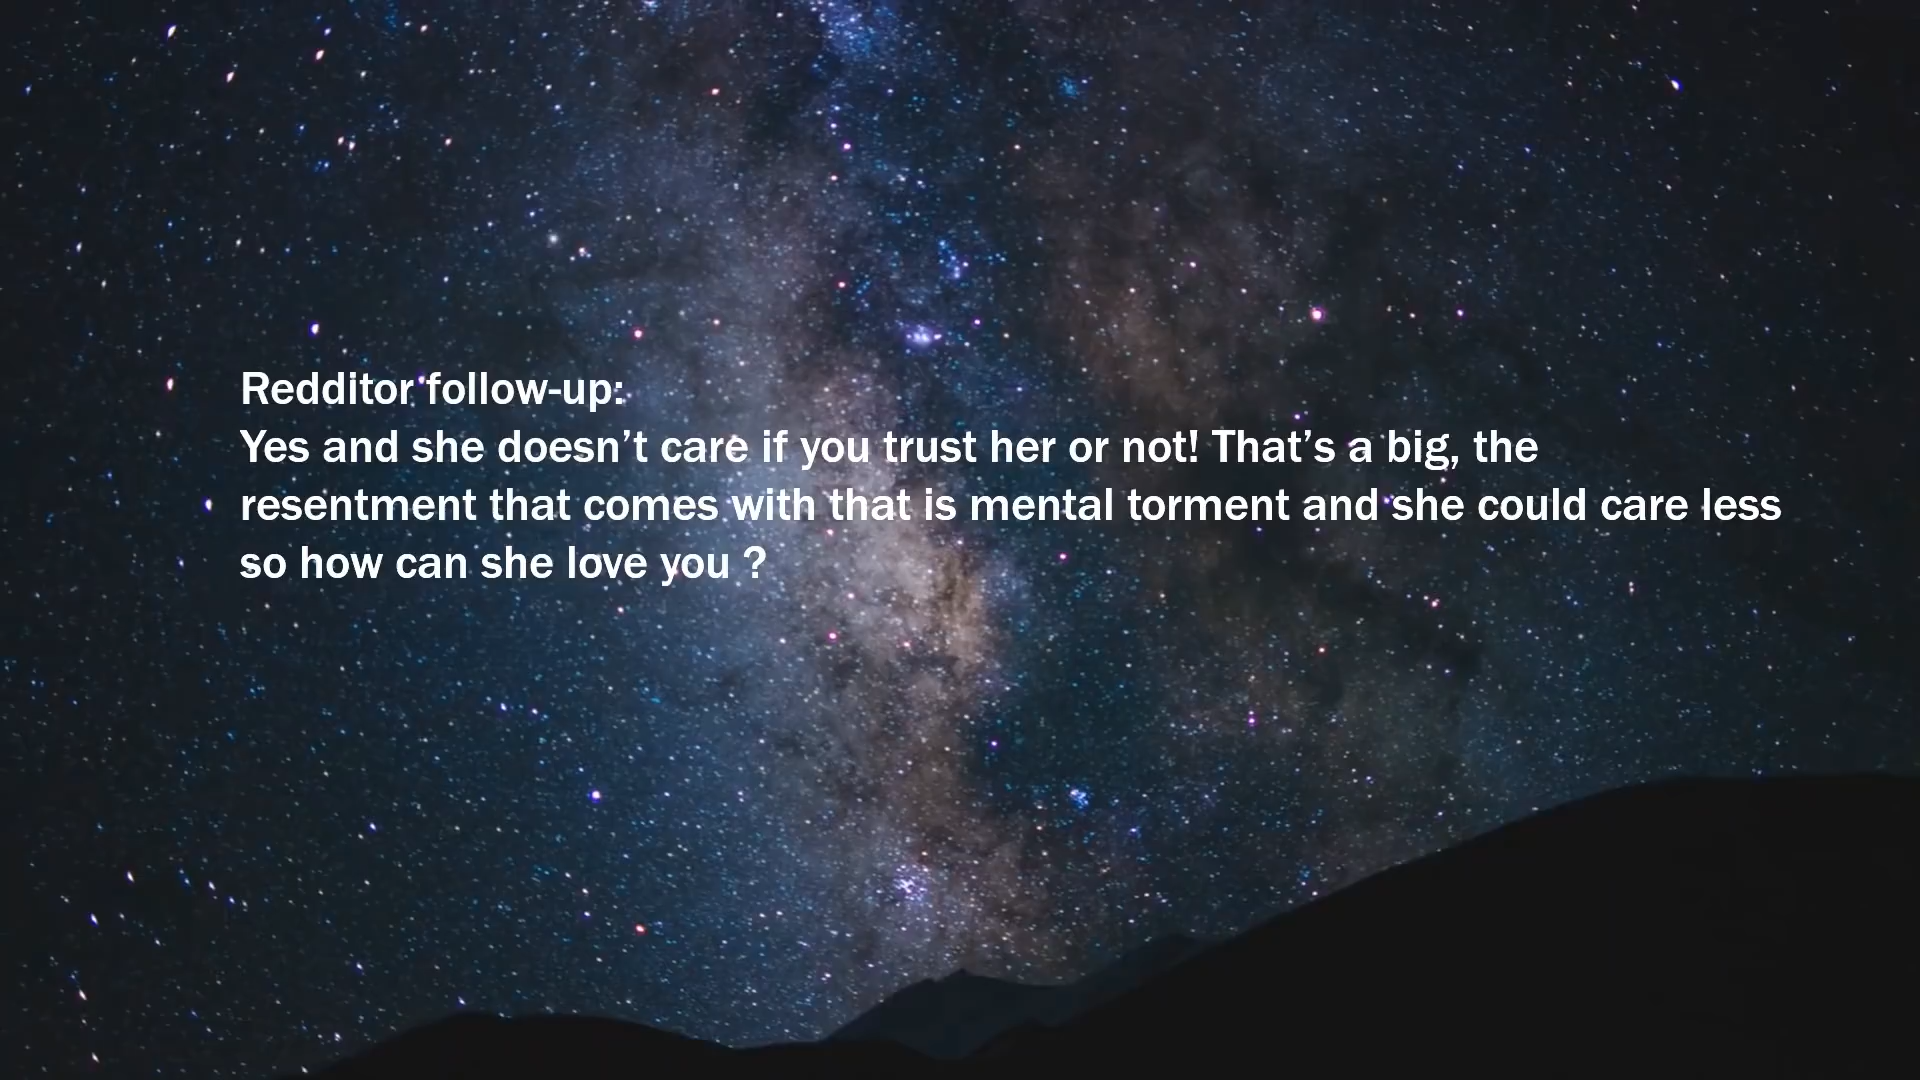 Redditor follow-up:
Yes and she doesn’t care if you trust her or not! That’s a big, the
resentment that comes with that is mental torment and she could care less
so how can she love you ?